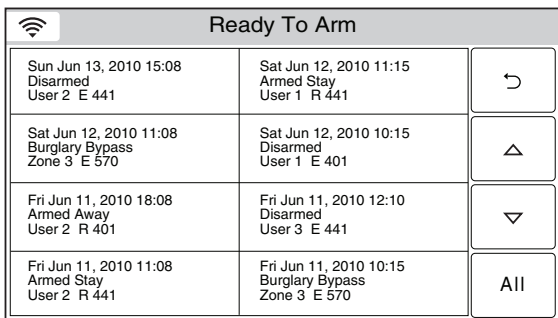 Ready To Arm
Sun Jun 13, 2010 15:08
Disarmed
User 2 E 441
Sat Jun 12, 2010 11:15
Armed Stay
User 1 R 441
Sat Jun 12, 2010 11:08
Burglary Bypass
Zone 3 E 570
Sat Jun 12, 2010 10:15
Disarmed
User 1 E 401
Fri Jun 11, 2010 18:08
Armed Away
User 2 R 401
Fri Jun 11, 2010 12:10
Disarmed
User 3 E 441
Fri Jun 11, 2010 11:08
Armed Stay
User 2 R 441
Fri Jun 11, 2010 10:15
Burglary Bypass
Zone 3 E 570
All